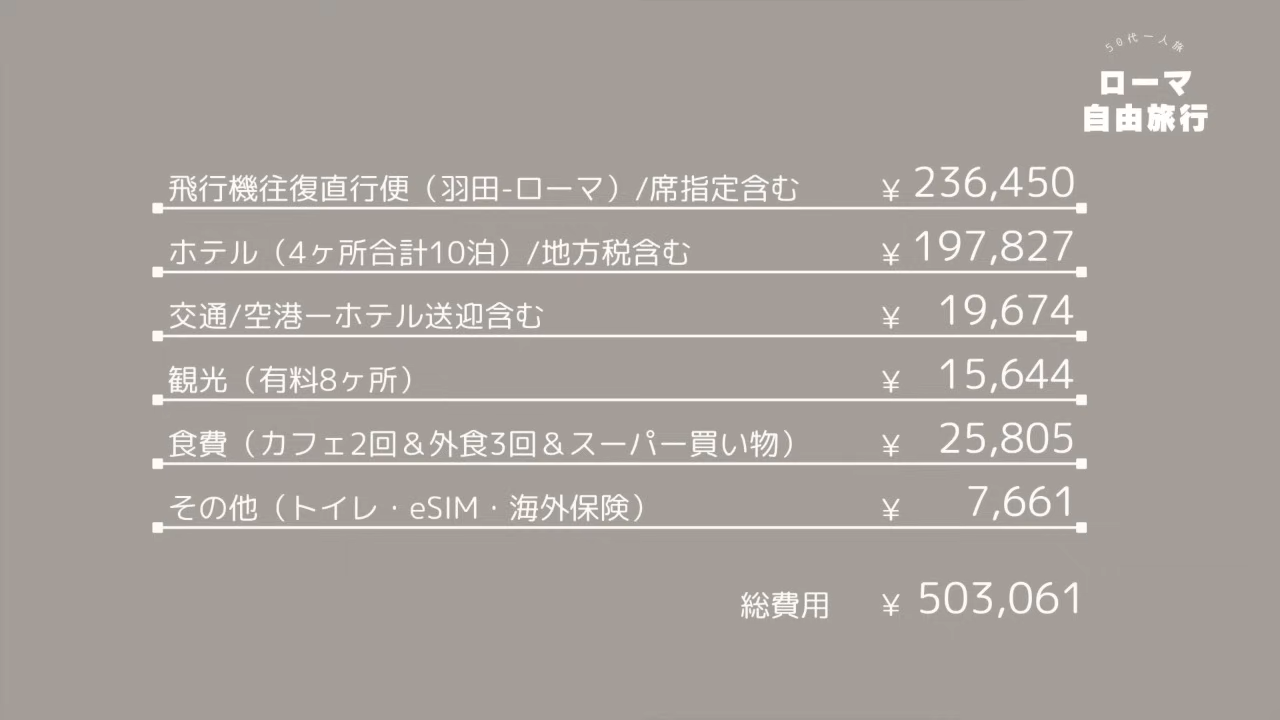 50代一人旅
ローマ
自由旅行
飛行機往復直行便（羽田-ローマ）/席指定含む ¥ 236,450
ホテル（4ヶ所合計10泊）/地方税含む ¥ 197,827
交通/空港ーホテル送迎含む ¥ 19,674
観光（有料8ヶ所） ¥ 15,644
食費（カフェ2回＆外食3回＆スーパー買い物） ¥ 25,805
その他（トイレ・eSIM・海外保険） ¥ 7,661
総費用 ¥ 503,061